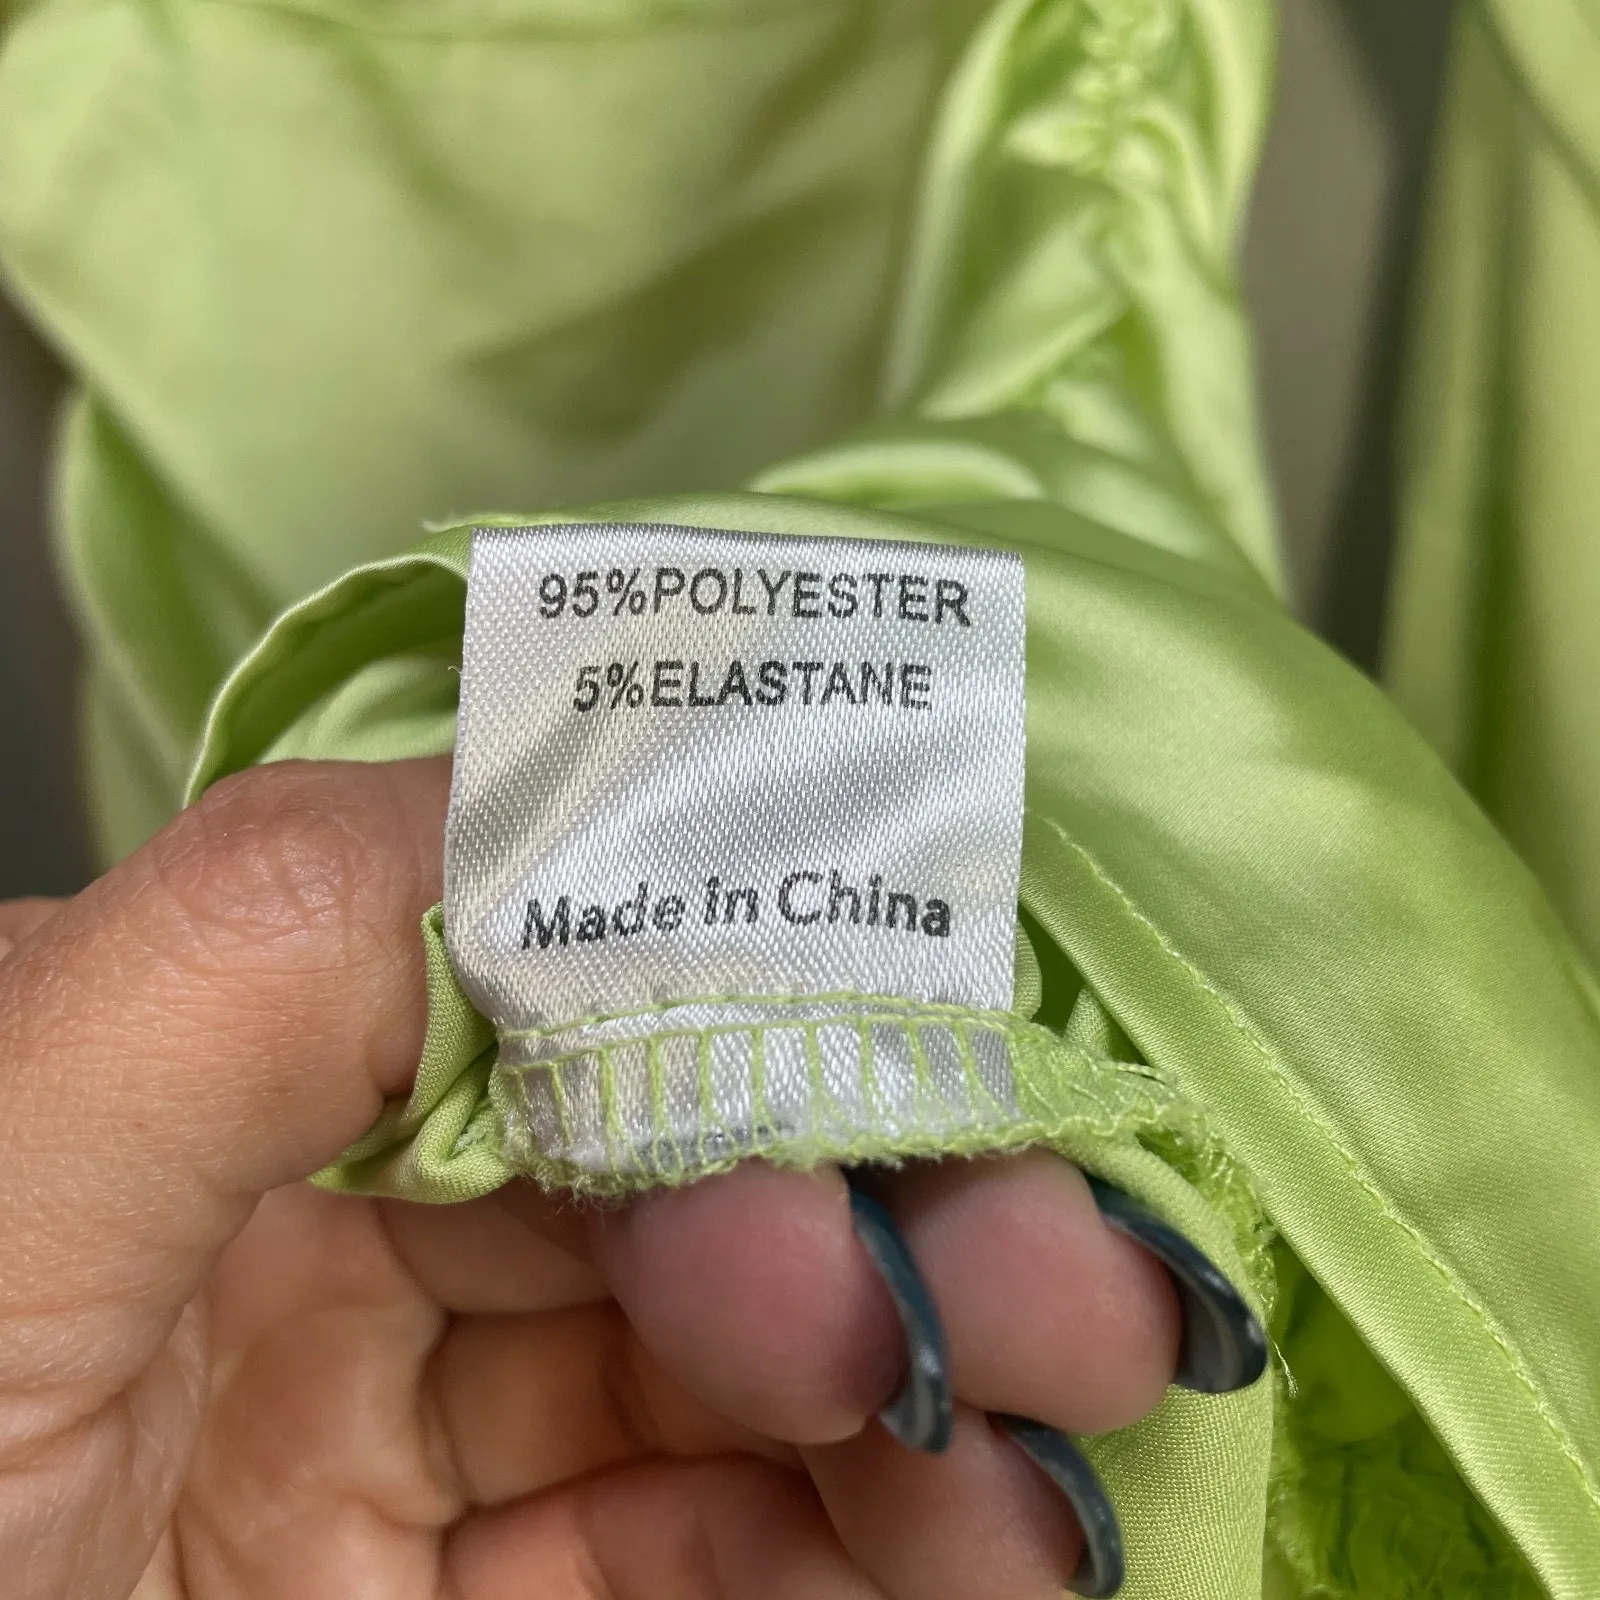 95%POLYESTER
5%ELASTANE
Made in China